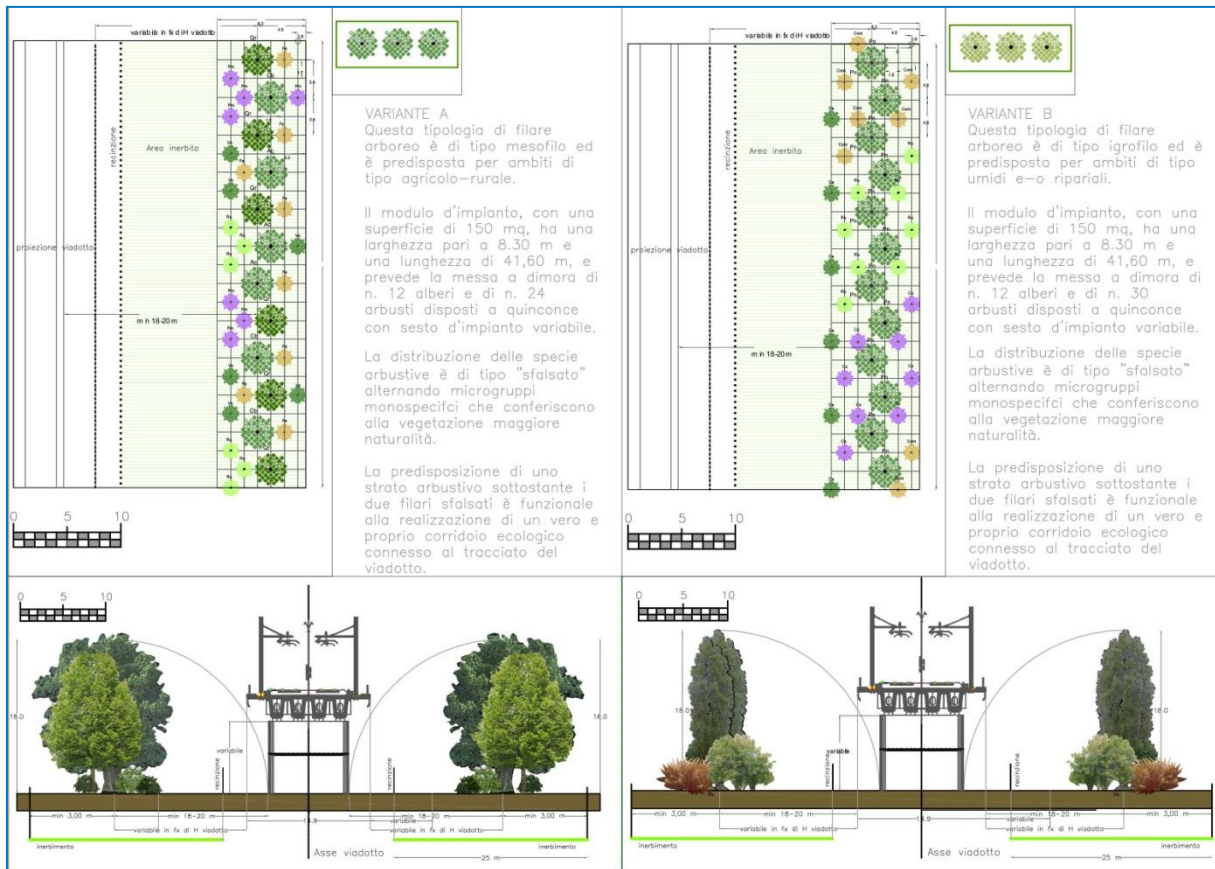 variabile in fx di H viadotto
recinzione
Area inerbita
proiezione viadotto
min 18-20 m
0 5 10
VARIANTE A
Questa tipologia di filare
arboreo è di tipo mesofilo ed
è predisposta per ambiti di
tipo agricolo-rurale.
Il modulo d'impianto, con una
superficie di 150 mq, ha una
larghezza pari a 8.30 m e
una lunghezza di 41,60 m, e
prevede la messa a dimora di
n. 12 alberi e di n. 24
arbusti disposti a quinconce
con sesto d'impianto variabile.
La distribuzione delle specie
arbustive è di tipo "sfalsato"
alternando microgruppi
monospecifci che conferiscono
alla vegetazione maggiore
naturalità.
La predisposizione di uno
strato arbustivo sottostante i
due filari sfalsati è funzionale
alla realizzazione di un vero e
proprio corridoio ecologico
connesso al tracciato del
viadotto.
variabile in fx di H viadotto
recinzione
Area inerbita
proiezione viadotto
min 18-20 m
0 5 10
VARIANTE B
Questa tipologia di filare
arboreo è di tipo igrofilo ed è
predisposta per ambiti di tipo
umidi e-o ripariali.
Il modulo d'impianto, con una
superficie di 150 mq, ha una
larghezza pari a 8.30 m e
una lunghezza di 41,60 m, e
prevede la messa a dimora di
n. 12 alberi e di n. 30
arbusti disposti a quinconce
con sesto d'impianto variabile.
La distribuzione delle specie
arbustive è di tipo "sfalsato"
alternando microgruppi
monospecifci che conferiscono
alla vegetazione maggiore
naturalità.
La predisposizione di uno
strato arbustivo sottostante i
due filari sfalsati è funzionale
alla realizzazione di un vero e
proprio corridoio ecologico
connesso al tracciato del
viadotto.
0 5 10
18.0
18.0
variabile
recinzione
recinzione
min 3,00 m
min 18-20 m
min 18-20 m
min 3,00 m
variabile in fx di H viadotto
variabile
variabile in fx di H viadotto
inerbimento
Asse viadotto
inerbimento
25 m
0 5 10
18.0
18.0
variabile
recinzione
recinzione
min 3,00 m
min 18-20 m
min 18-20 m
min 3,00 m
variabile in fx di H viadotto
variabile
variabile in fx di H viadotto
inerbimento
Asse viadotto
inerbimento
25 m